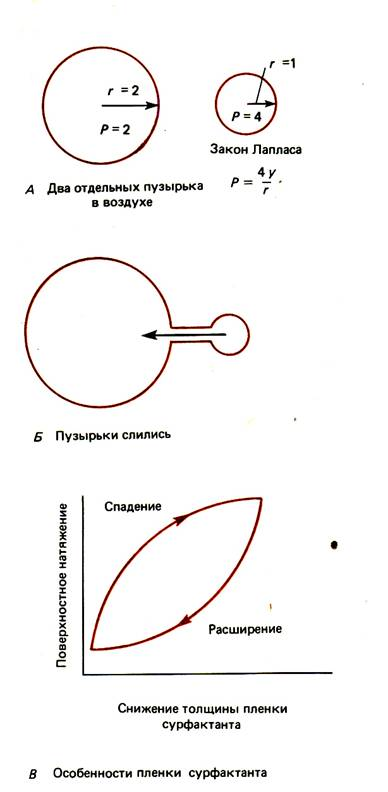 r = 2
P = 2
r =1
P = 4
Закон Лапласа
P = 4γ/r
А Два отдельных пузырька
в воздухе
Б Пузырьки слились
Поверхностное натяжение
Спадение
Расширение
Снижение толщины пленки
сурфактанта
В Особенности пленки сурфактанта